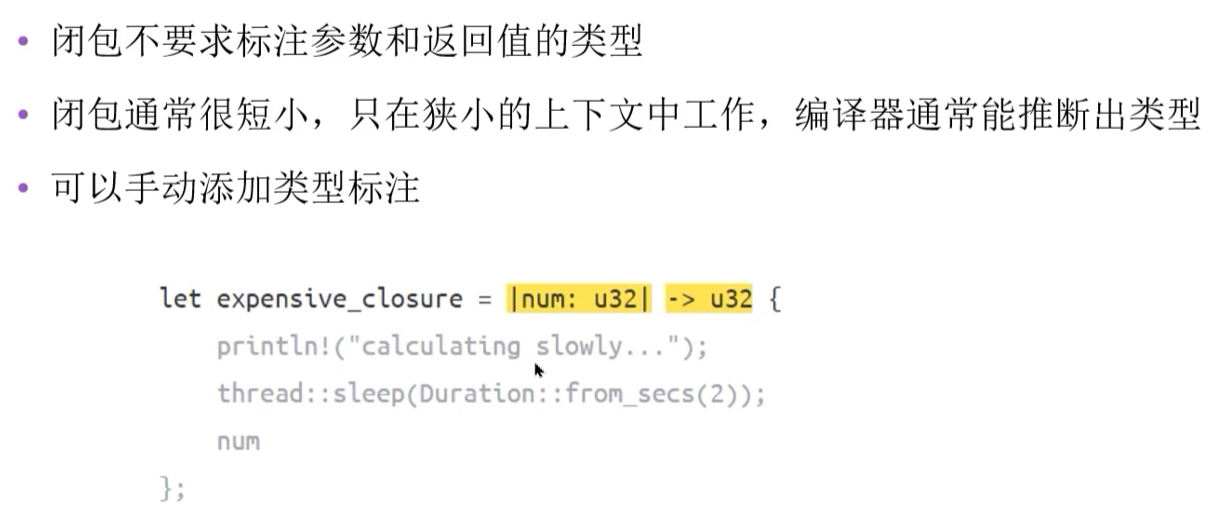 • 闭包不要求标注参数和返回值的类型
• 闭包通常很短小，只在狭小的上下文中工作，编译器通常能推断出类型
• 可以手动添加类型标注
let expensive_closure = |num: u32| -> u32 {
    println!("calculating slowly...");
    thread::sleep(Duration::from_secs(2));
    num
};